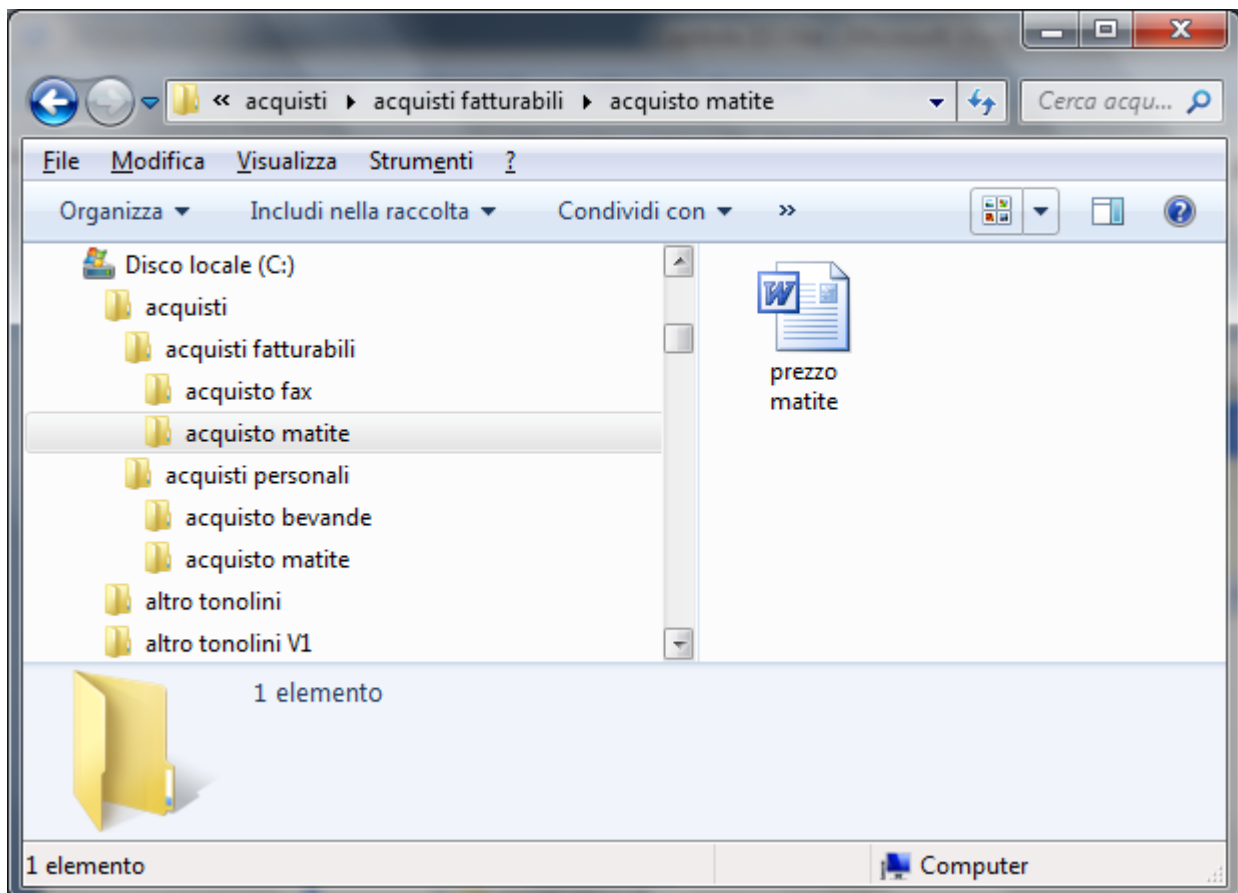 « acquisti ▸ acquisti fatturabili ▸ acquisto matite
Cerca acqu...
File Modifica Visualizza Strumenti ?
Organizza Includi nella raccolta Condividi con »
Disco locale (C:)
acquisti
acquisti fatturabili
acquisto fax
acquisto matite
acquisti personali
acquisto bevande
acquisto matite
altro tonolini
altro tonolini V1
prezzo
matite
1 elemento
1 elemento
Computer